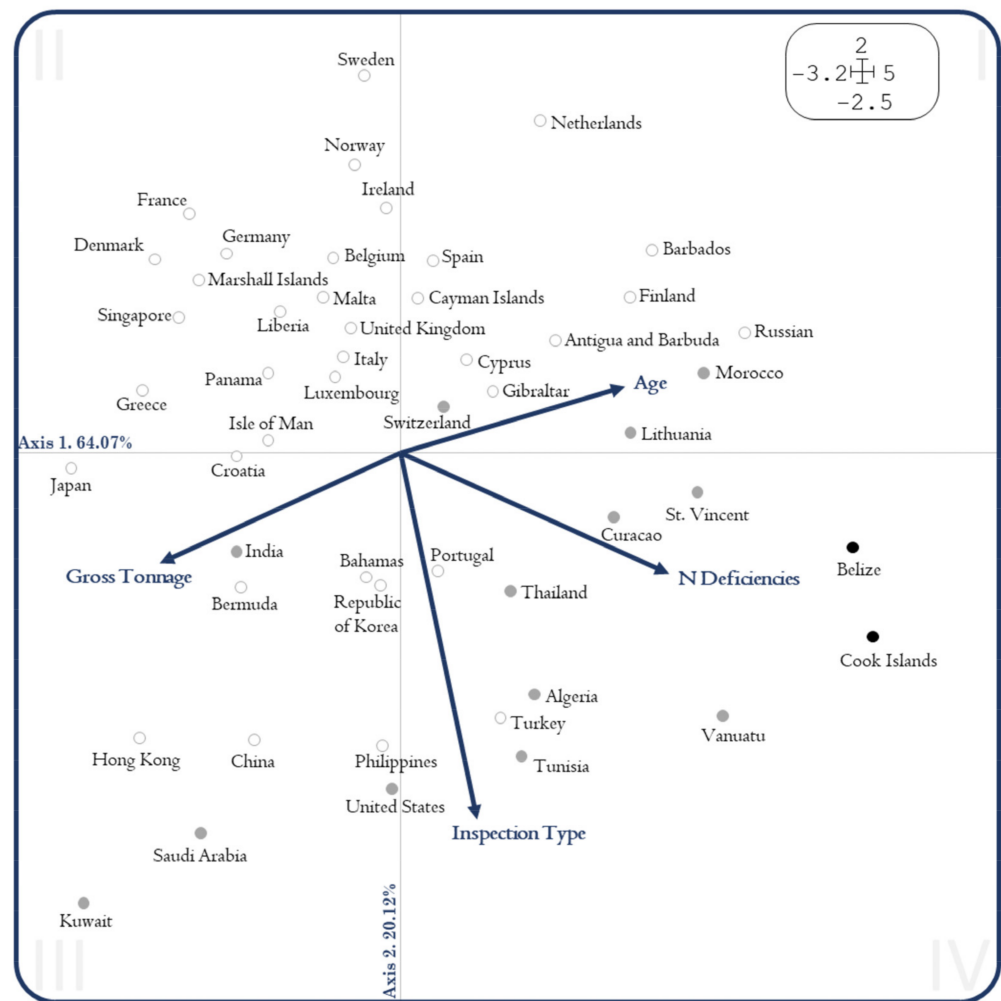 II
I
2
-3.2 5
-2.5
Sweden
Netherlands
Norway
Ireland
France
Germany
Denmark
Belgium
Spain
Barbados
Marshall Islands
Malta
Cayman Islands
Finland
Singapore
Liberia
United Kingdom
Antigua and Barbuda
Russian
Italy
Cyprus
Panama
Luxembourg
Gibraltar
Age
Morocco
Greece
Isle of Man
Switzerland
Lithuania
Axis 1. 64.07%
Croatia
Japan
St. Vincent
Curacao
India
Bahamas
Portugal
Belize
Gross Tonnage
N Deficiencies
Bermuda
Republic
of Korea
Thailand
Cook Islands
Algeria
Turkey
Vanuatu
Hong Kong
China
Philippines
Tunisia
United States
Inspection Type
Saudi Arabia
Kuwait
Axis 2. 20.12%
III
IV